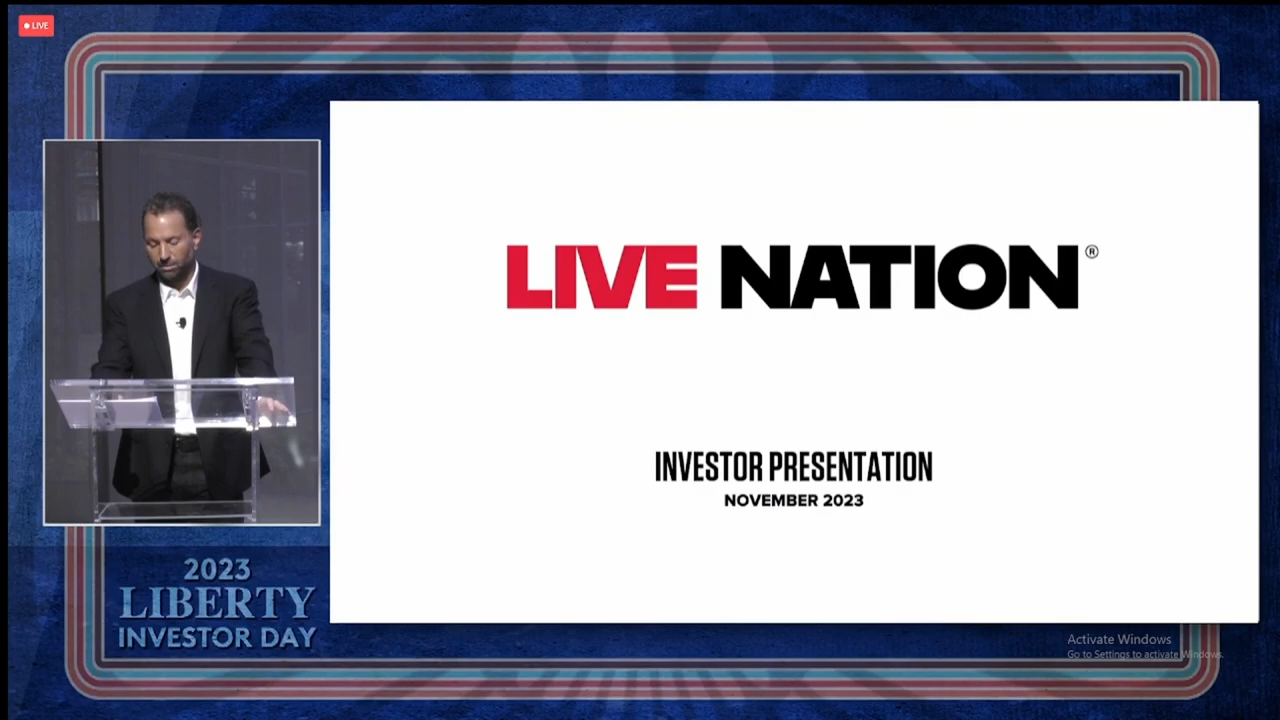 LIVE
LIVE NATION®
INVESTOR PRESENTATION
NOVEMBER 2023
2023
LIBERTY
INVESTOR DAY
Activate Windows
Go to Settings to activate Windows.